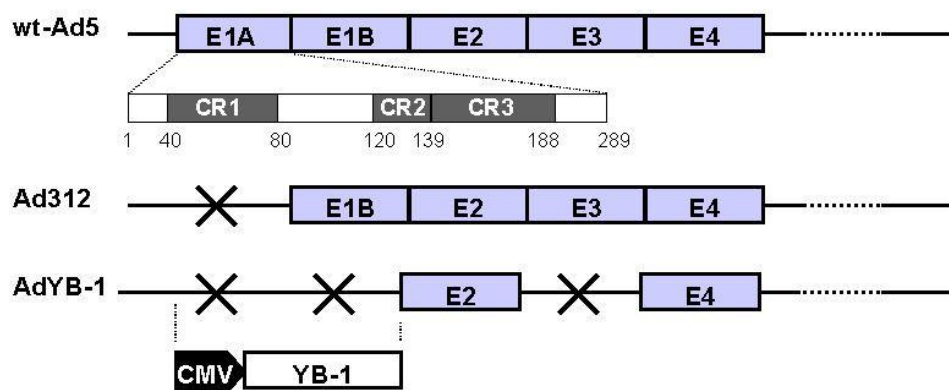 wt-Ad5 E1A E1B E2 E3 E4
CR1 CR2 CR3
1 40 80 120 139 188 289
Ad312 E1B E2 E3 E4
AdYB-1 E2 E4
CMV YB-1